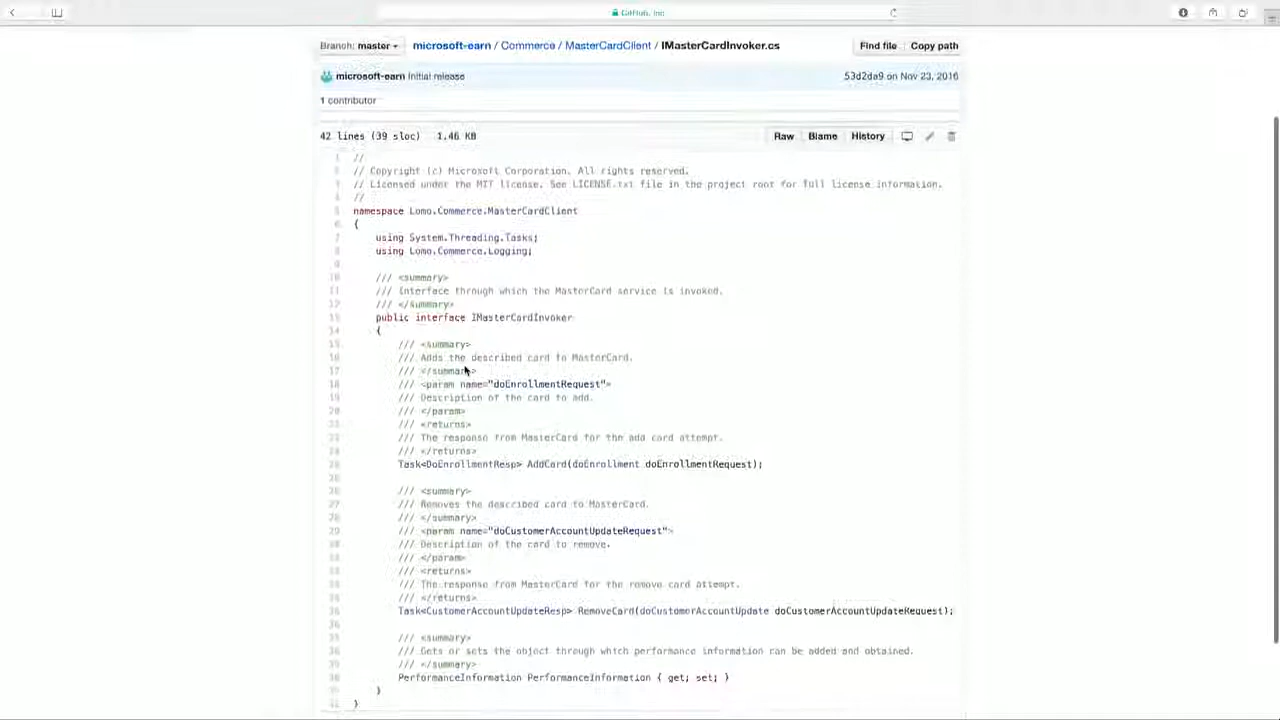 GitHub, Inc.
Branch: master microsoft-earn / Commerce / MasterCardClient / IMasterCardInvoker.cs Find file Copy path
microsoft-earn Initial release 53d2da9 on Nov 23, 2016
1 contributor
42 lines (39 sloc) 1.46 KB Raw Blame History
//
// Copyright (c) Microsoft Corporation. All rights reserved.
// Licensed under the MIT license. See LICENSE.txt file in the project root for full license information.
//
namespace Lomo.Commerce.MasterCardClient
{
using System.Threading.Tasks;
using Lomo.Commerce.Logging;
/// <summary>
/// Interface through which the MasterCard service is invoked.
/// </summary>
public interface IMasterCardInvoker
{
/// <summary>
/// Adds the described card to MasterCard.
/// </summary>
/// <param name="doEnrollmentRequest">
/// Description of the card to add.
/// </param>
/// <returns>
/// The response from MasterCard for the add card attempt.
/// </returns>
Task<DoEnrollmentResp> AddCard(doEnrollment doEnrollmentRequest);
/// <summary>
/// Removes the described card to MasterCard.
/// </summary>
/// <param name="doCustomerAccountUpdateRequest">
/// Description of the card to remove.
/// </param>
/// <returns>
/// The response from MasterCard for the remove card attempt.
/// </returns>
Task<CustomerAccountUpdateResp> RemoveCard(doCustomerAccountUpdate doCustomerAccountUpdateRequest);
/// <summary>
/// Gets or sets the object through which performance information can be added and obtained.
/// </summary>
PerformanceInformation PerformanceInformation { get; set; }
}
}